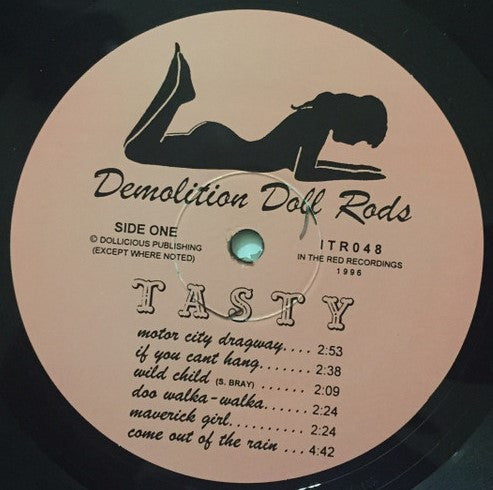 Demolition Doll Rods
SIDE ONE
© DOLLICIOUS PUBLISHING
(EXCEPT WHERE NOTED)
ITR048
IN THE RED RECORDINGS
1996
TASTY
motor city dragway.... 2:53
if you cant hang....... 2:38
wild child (S. BRAY) ...... 2:09
doo walka-walka...... 2:24
maverick girl.......... 2:24
come out of the rain ... 4:42